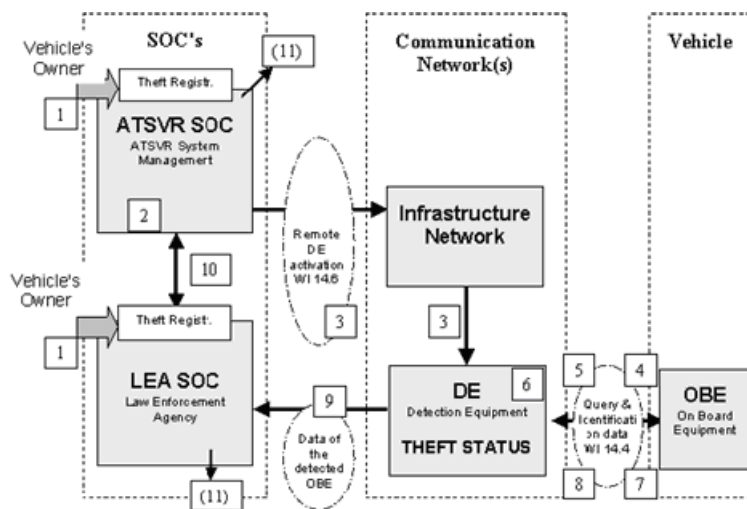 SOC's
Communication
Network(s)
Vehicle
Vehicle's
Owner
1
Theft Registr.
(11)
ATSVR SOC
ATSVR System
Management
2
Remote
DE
activation
WI 14.6
3
Infrastructure
Network
3
10
Vehicle's
Owner
1
Theft Registr.
LEA SOC
Law Enforcement
Agency
(11)
9
Data of
the
detected
OBE
DE
6
Detection Equipment
THEFT STATUS
5
4
Query &
Identificati
on data
WI 14.4
8
7
OBE
On Board
Equipment